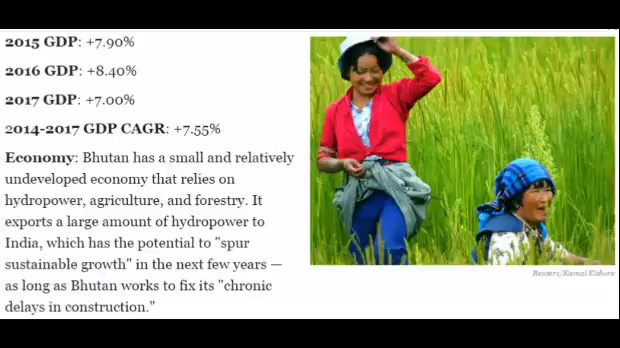 2015 GDP: +7.90%
2016 GDP: +8.40%
2017 GDP: +7.00%
2014-2017 GDP CAGR: +7.55%
Economy: Bhutan has a small and relatively
undeveloped economy that relies on
hydropower, agriculture, and forestry. It
exports a large amount of hydropower to
India, which has the potential to "spur
sustainable growth" in the next few years —
as long as Bhutan works to fix its "chronic
delays in construction."
Reuters/Kamal Kishore